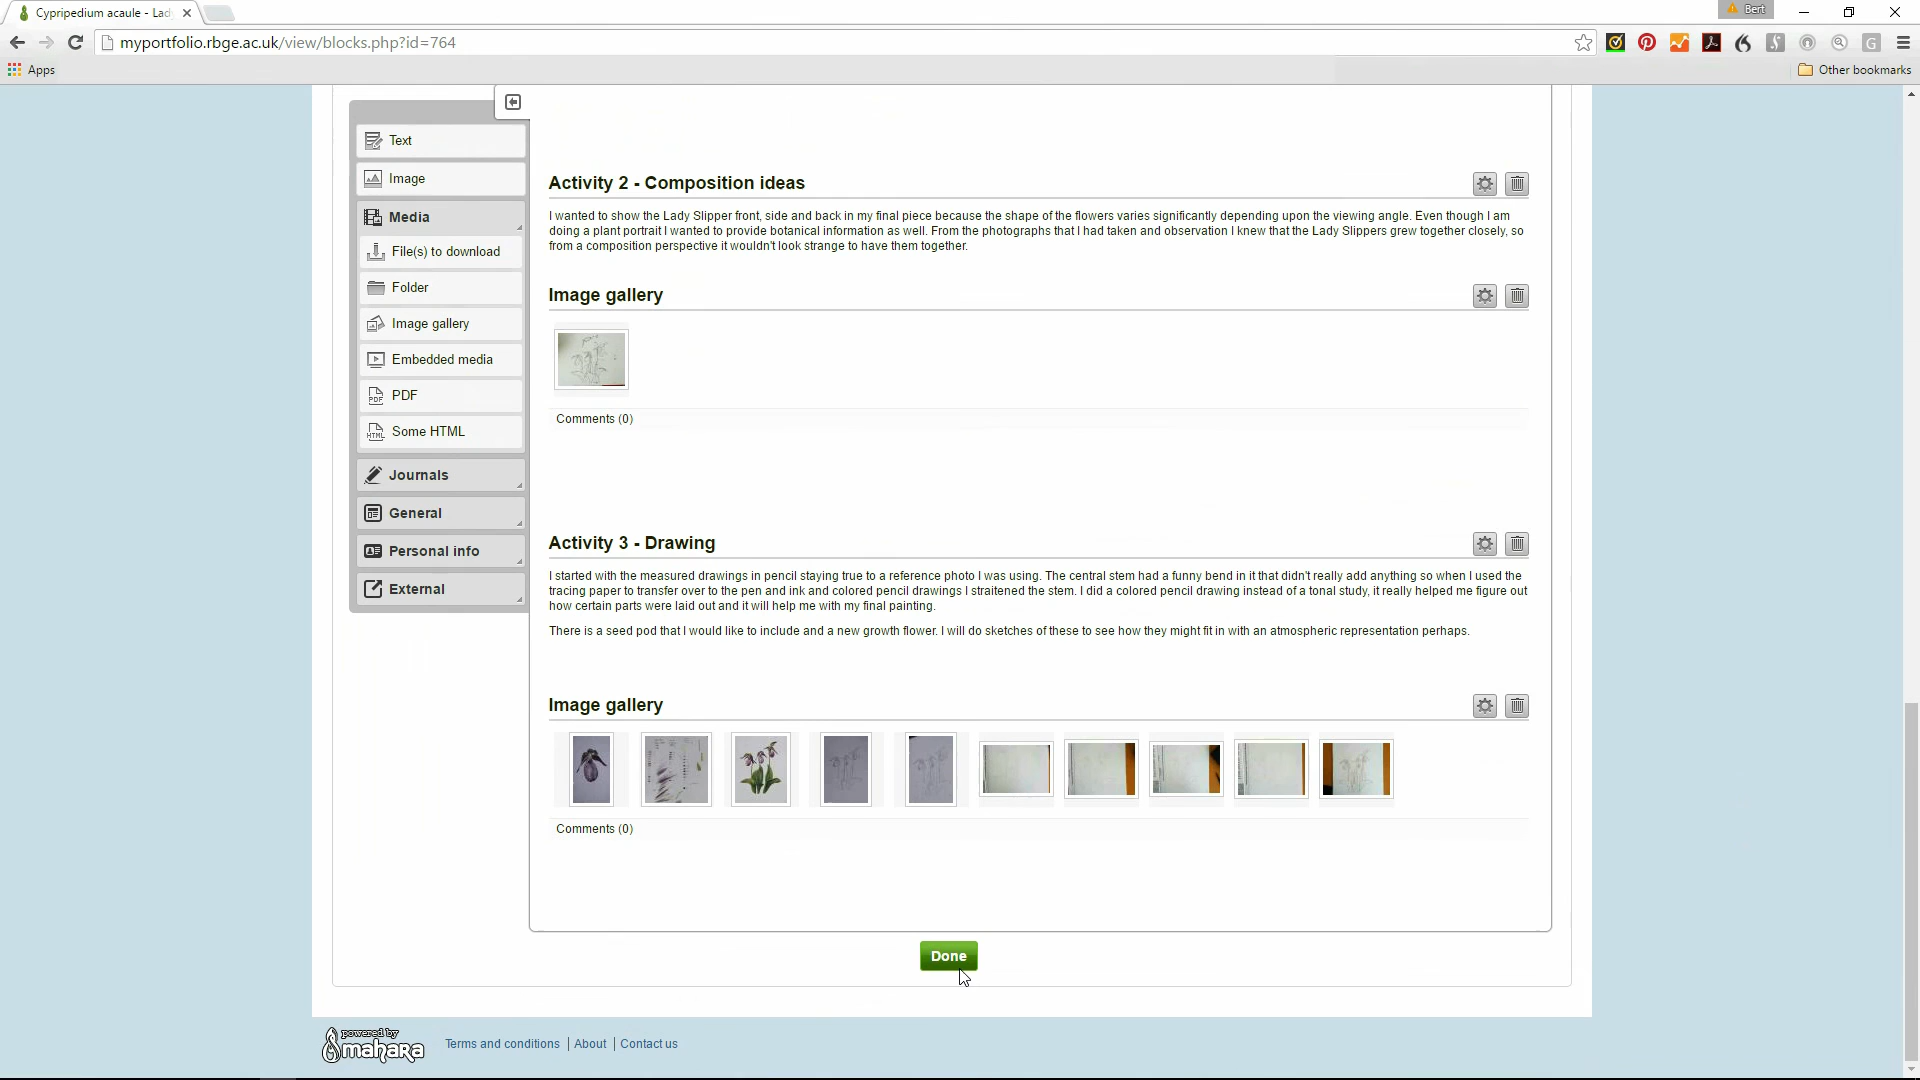 Cypripedium acaule - Lad
Bert
myportfolio.rbge.ac.uk/view/blocks.php?id=764
Apps
Other bookmarks
Text
Image
Media
File(s) to download
Folder
Image gallery
Embedded media
PDF
Some HTML
Journals
General
Personal info
External
Activity 2 - Composition ideas
I wanted to show the Lady Slipper front, side and back in my final piece because the shape of the flowers varies significantly depending upon the viewing angle. Even though I am
doing a plant portrait I wanted to provide botanical information as well. From the photographs that I had taken and observation I knew that the Lady Slippers grew together closely, so
from a composition perspective it wouldn't look strange to have them together.
Image gallery
Comments (0)
Activity 3 - Drawing
I started with the measured drawings in pencil staying true to a reference photo I was using. The central stem had a funny bend in it that didn't really add anything so when I used the
tracing paper to transfer over to the pen and ink and colored pencil drawings I straitened the stem. I did a colored pencil drawing instead of a tonal study, it really helped me figure out
how certain parts were laid out and it will help me with my final painting.
There is a seed pod that I would like to include and a new growth flower. I will do sketches of these to see how they might fit in with an atmospheric representation perhaps.
Image gallery
Comments (0)
Done
powered by
mahara
Terms and conditions | About | Contact us